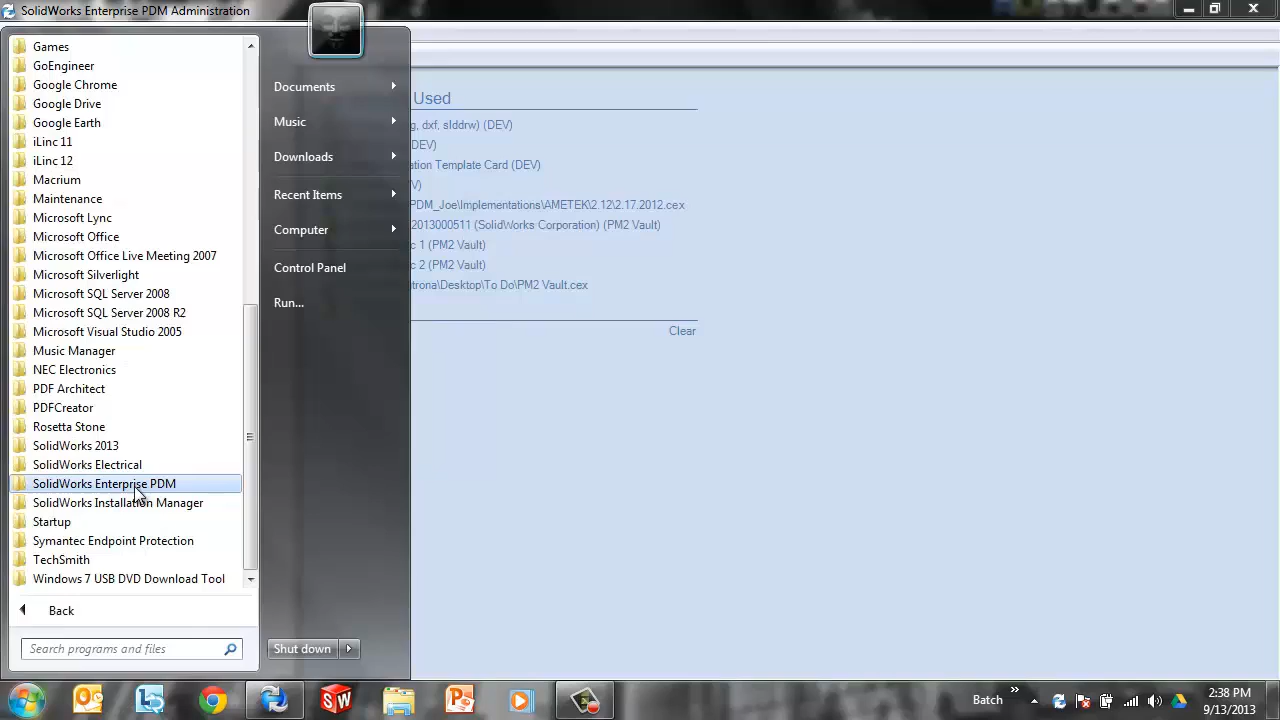 SolidWorks Enterprise PDM Administration
Games
GoEngineer
Google Chrome
Google Drive
Google Earth
iLinc 11
iLinc 12
Macrium
Maintenance
Microsoft Lync
Microsoft Office
Microsoft Office Live Meeting 2007
Microsoft Silverlight
Microsoft SQL Server 2008
Microsoft SQL Server 2008 R2
Microsoft Visual Studio 2005
Music Manager
NEC Electronics
PDF Architect
PDFCreator
Rosetta Stone
SolidWorks 2013
SolidWorks Electrical
SolidWorks Enterprise PDM
SolidWorks Installation Manager
Startup
Symantec Endpoint Protection
TechSmith
Windows 7 USB DVD Download Tool
Back
Search programs and files
Documents
Music
Downloads
Recent Items
Computer
Control Panel
Run...
Shut down
Used
g, dxf, slddrw) (DEV)
DEV)
ation Template Card (DEV)
V)
PDM_Joe\Implementations\AMETEK\2.12\2.17.2012.cex
2013000511 (SolidWorks Corporation) (PM2 Vault)
c 1 (PM2 Vault)
c 2 (PM2 Vault)
trona\Desktop\To Do\PM2 Vault.cex
Clear
SW
Batch
2:38 PM
9/13/2013